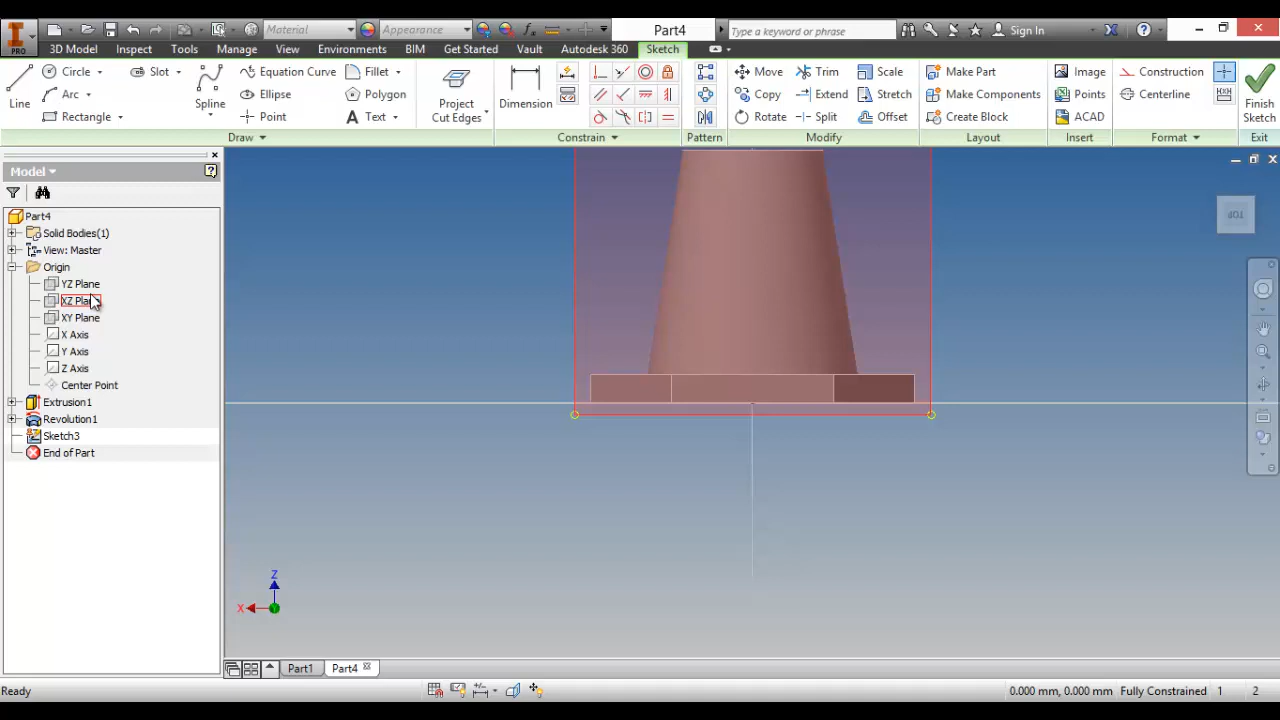 Material
Appearance
Part4
Type a keyword or phrase
Sign In
PRO
3D Model
Inspect
Tools
Manage
View
Environments
BIM
Get Started
Vault
Autodesk 360
Sketch
Line
Circle
Arc
Rectangle
Slot
Spline
Equation Curve
Ellipse
Point
Fillet
Polygon
Text
Project
Cut Edges
Dimension
Move
Copy
Rotate
Trim
Extend
Split
Scale
Stretch
Offset
Make Part
Make Components
Create Block
Image
Points
ACAD
Construction
Centerline
Finish
Sketch
Draw
Constrain
Pattern
Modify
Layout
Insert
Format
Exit
Model
Part4
Solid Bodies(1)
View: Master
Origin
YZ Plane
XZ Plane
XY Plane
X Axis
Y Axis
Z Axis
Center Point
Extrusion1
Revolution1
Sketch3
End of Part
TOP
Z
X
Part1
Part4
Ready
0.000 mm, 0.000 mm
Fully Constrained
1
2